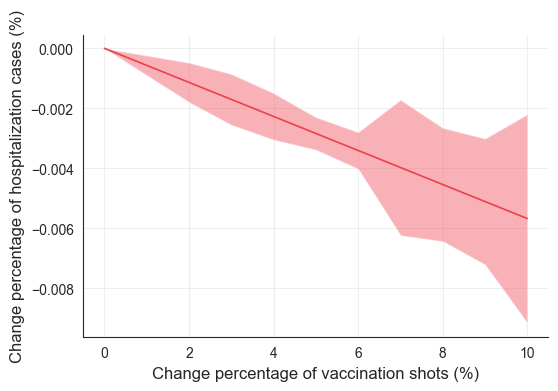 Change percentage of hospitalization cases (%)
0.000
−0.002
−0.004
−0.006
−0.008
0 2 4 6 8 10
Change percentage of vaccination shots (%)